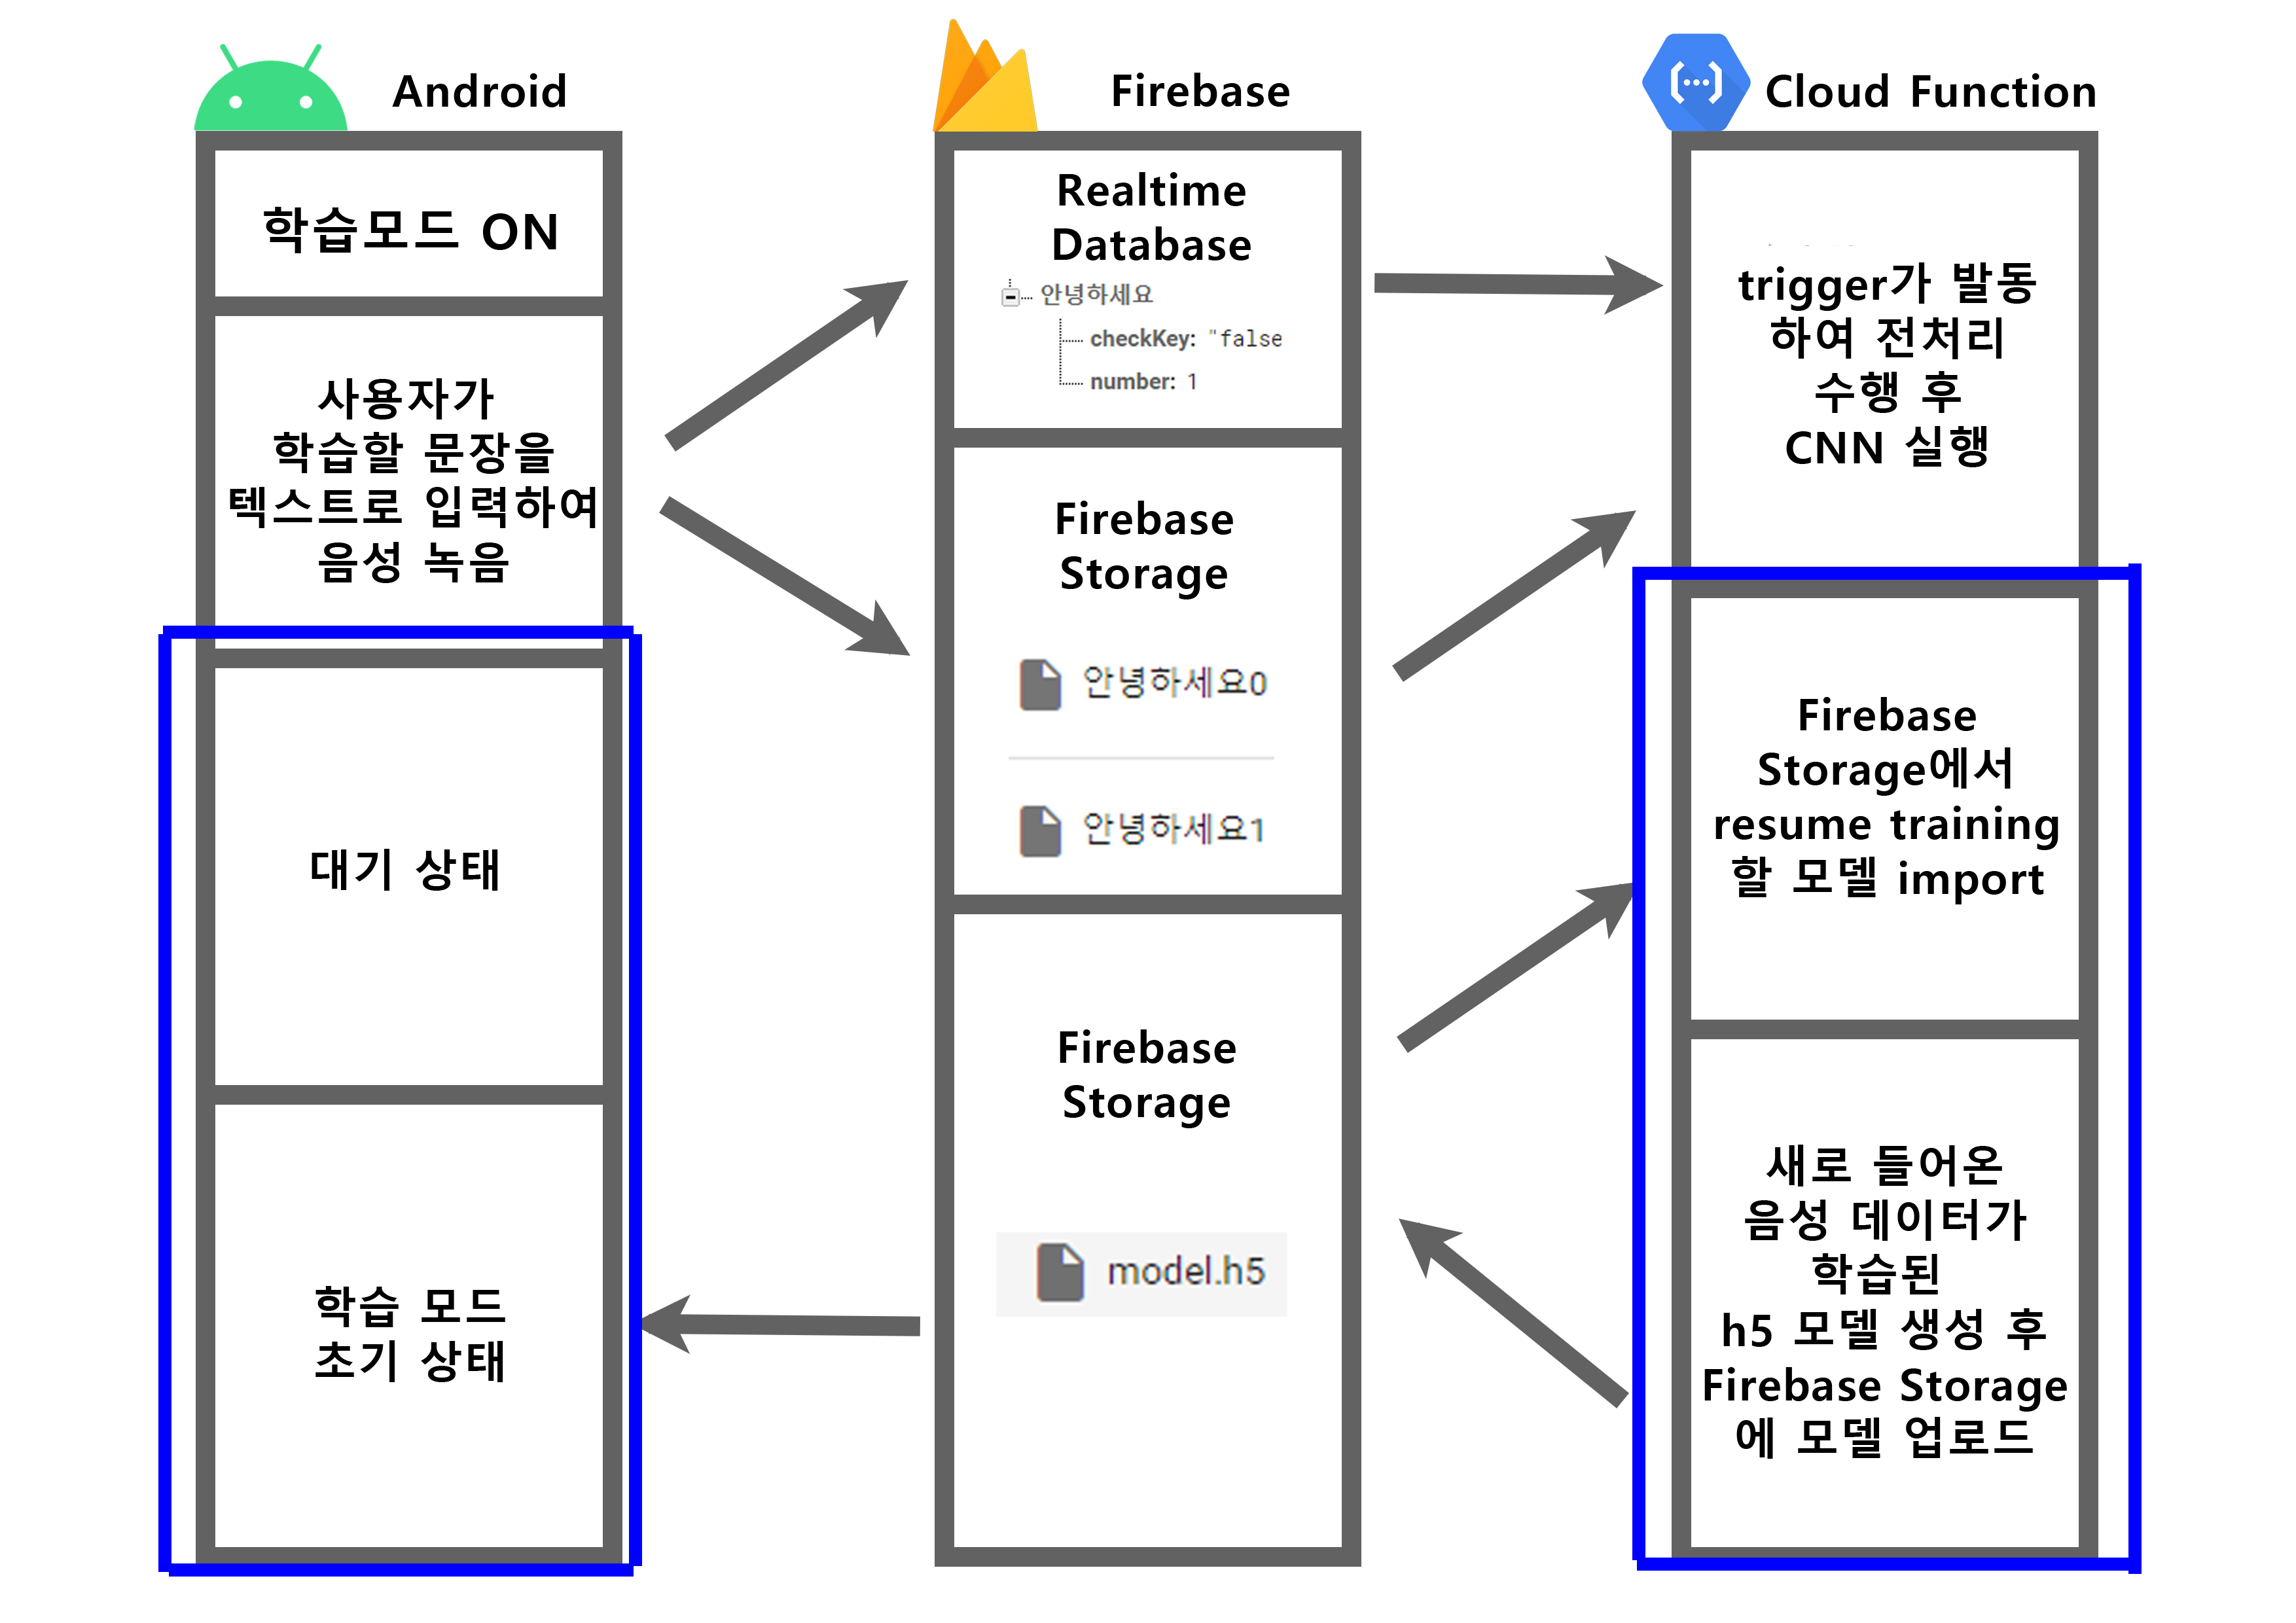 Android
학습모드 ON
사용자가
학습할 문장을
텍스트로 입력하여
음성 녹음
대기 상태
학습 모드
초기 상태
Firebase
Realtime
Database
안녕하세요
checkKey: "false
number: 1
Firebase
Storage
안녕하세요0
안녕하세요1
Firebase
Storage
model.h5
Cloud Function
trigger가 발동
하여 전처리
수행 후
CNN 실행
Firebase
Storage에서
resume training
할 모델 import
새로 들어온
음성 데이터가
학습된
h5 모델 생성 후
Firebase Storage
에 모델 업로드